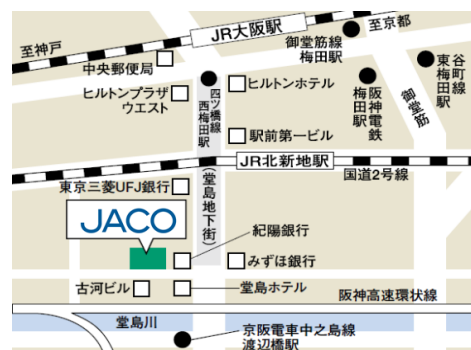 JR大阪駅
至京都
至神戸
御堂筋線
梅田駅
中央郵便局
谷町線
東梅田駅
ヒルトンプラザ
ウエスト
四ツ橋線
西梅田駅
ヒルトンホテル
阪神電鉄
梅田駅
御堂筋
駅前第一ビル
JR北新地駅
国道2号線
東京三菱UFJ銀行
(堂島地下街)
JACO
紀陽銀行
みずほ銀行
古河ビル
堂島ホテル
阪神高速環状線
堂島川
京阪電車中之島線
渡辺橋駅